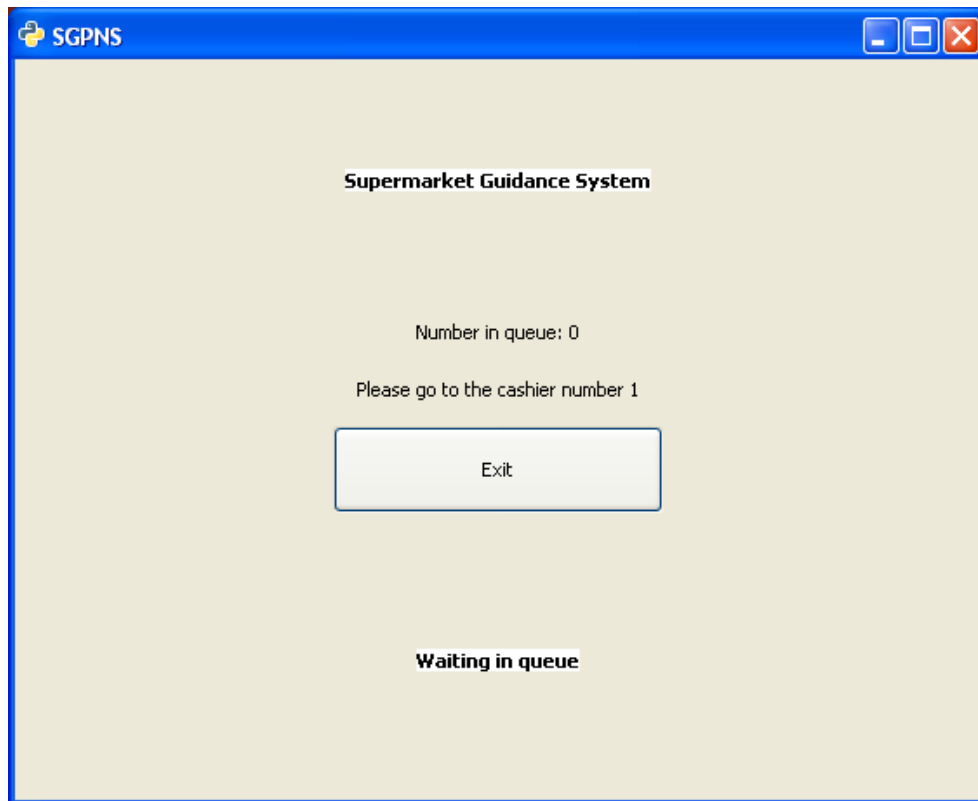 SGPNS
Supermarket Guidance System
Number in queue: 0
Please go to the cashier number 1
Exit
Waiting in queue